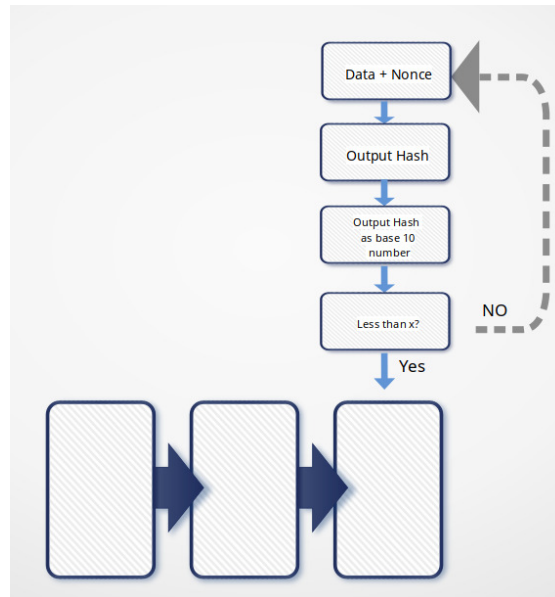 Data + Nonce
Output Hash
Output Hash
as base 10
number
Less than x?
NO
Yes